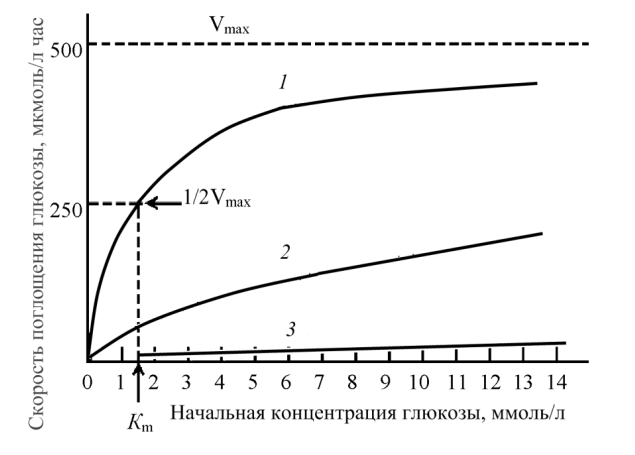 Vmax
500
1
1/2Vmax
250
2
3
0 1 2 3 4 5 6 7 8 9 10 11 12 13 14
Km
Начальная концентрация глюкозы, ммоль/л
Скорость поглощения глюкозы, мкмоль/л час